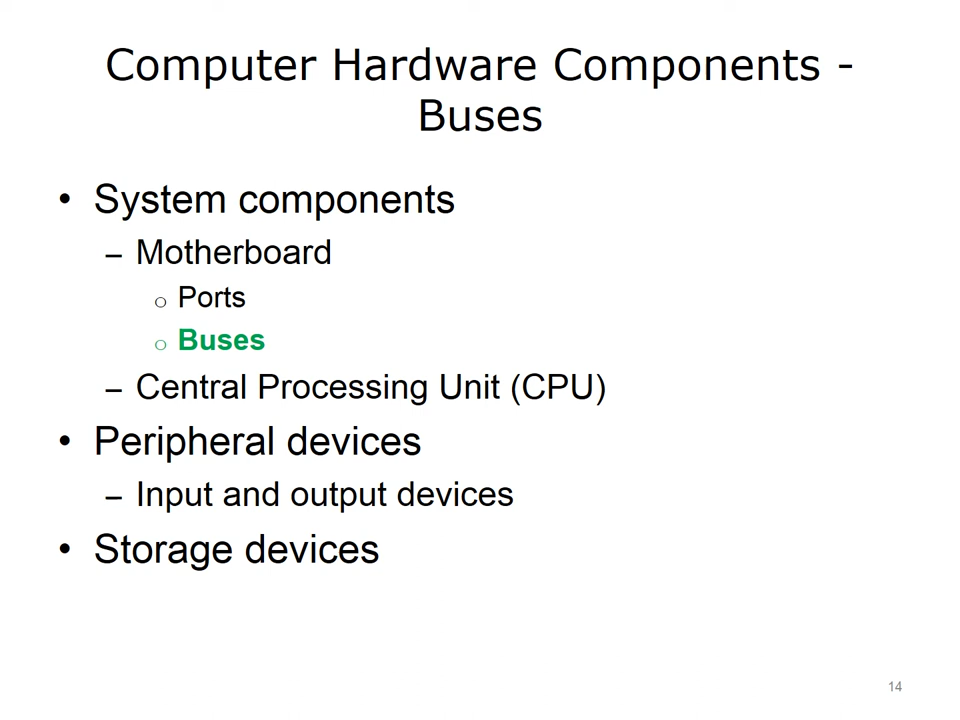 Computer Hardware Components -
Buses
• System components
– Motherboard
o Ports
o Buses
– Central Processing Unit (CPU)
• Peripheral devices
– Input and output devices
• Storage devices
14